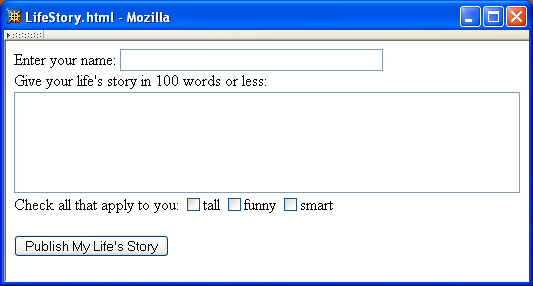 LifeStory.html - Mozilla
Enter your name:
Give your life's story in 100 words or less:
Check all that apply to you: tall funny smart
Publish My Life's Story